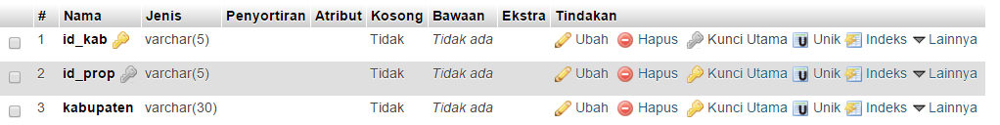 # Nama Jenis Penyortiran Atribut Kosong Bawaan Ekstra Tindakan
1 id_kab varchar(5) Tidak Tidak ada Ubah Hapus Kunci Utama U Unik Indeks Lainnya
2 id_prop varchar(5) Tidak Tidak ada Ubah Hapus Kunci Utama U Unik Indeks Lainnya
3 kabupaten varchar(30) Tidak Tidak ada Ubah Hapus Kunci Utama U Unik Indeks Lainnya